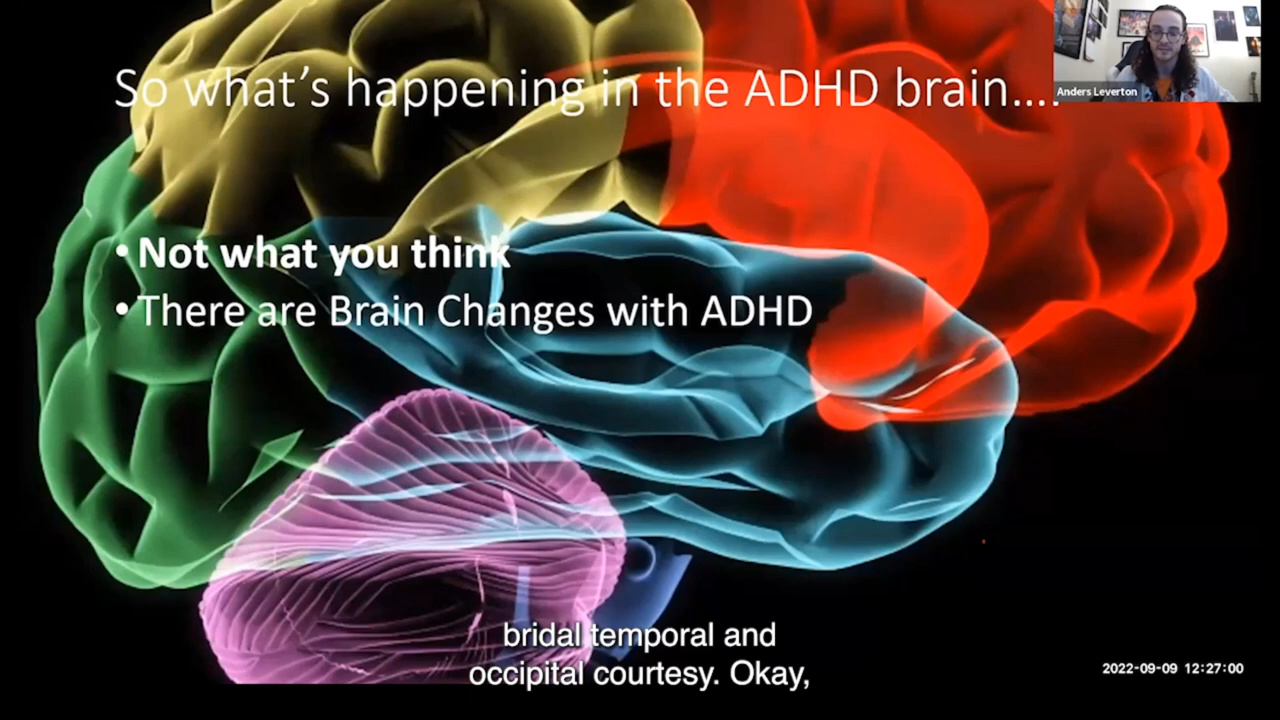 So what's happening in the ADHD brain....
Anders Leverton
• Not what you think
• There are Brain Changes with ADHD
bridal temporal and
occipital courtesy. Okay,
2022-09-09 12:27:00